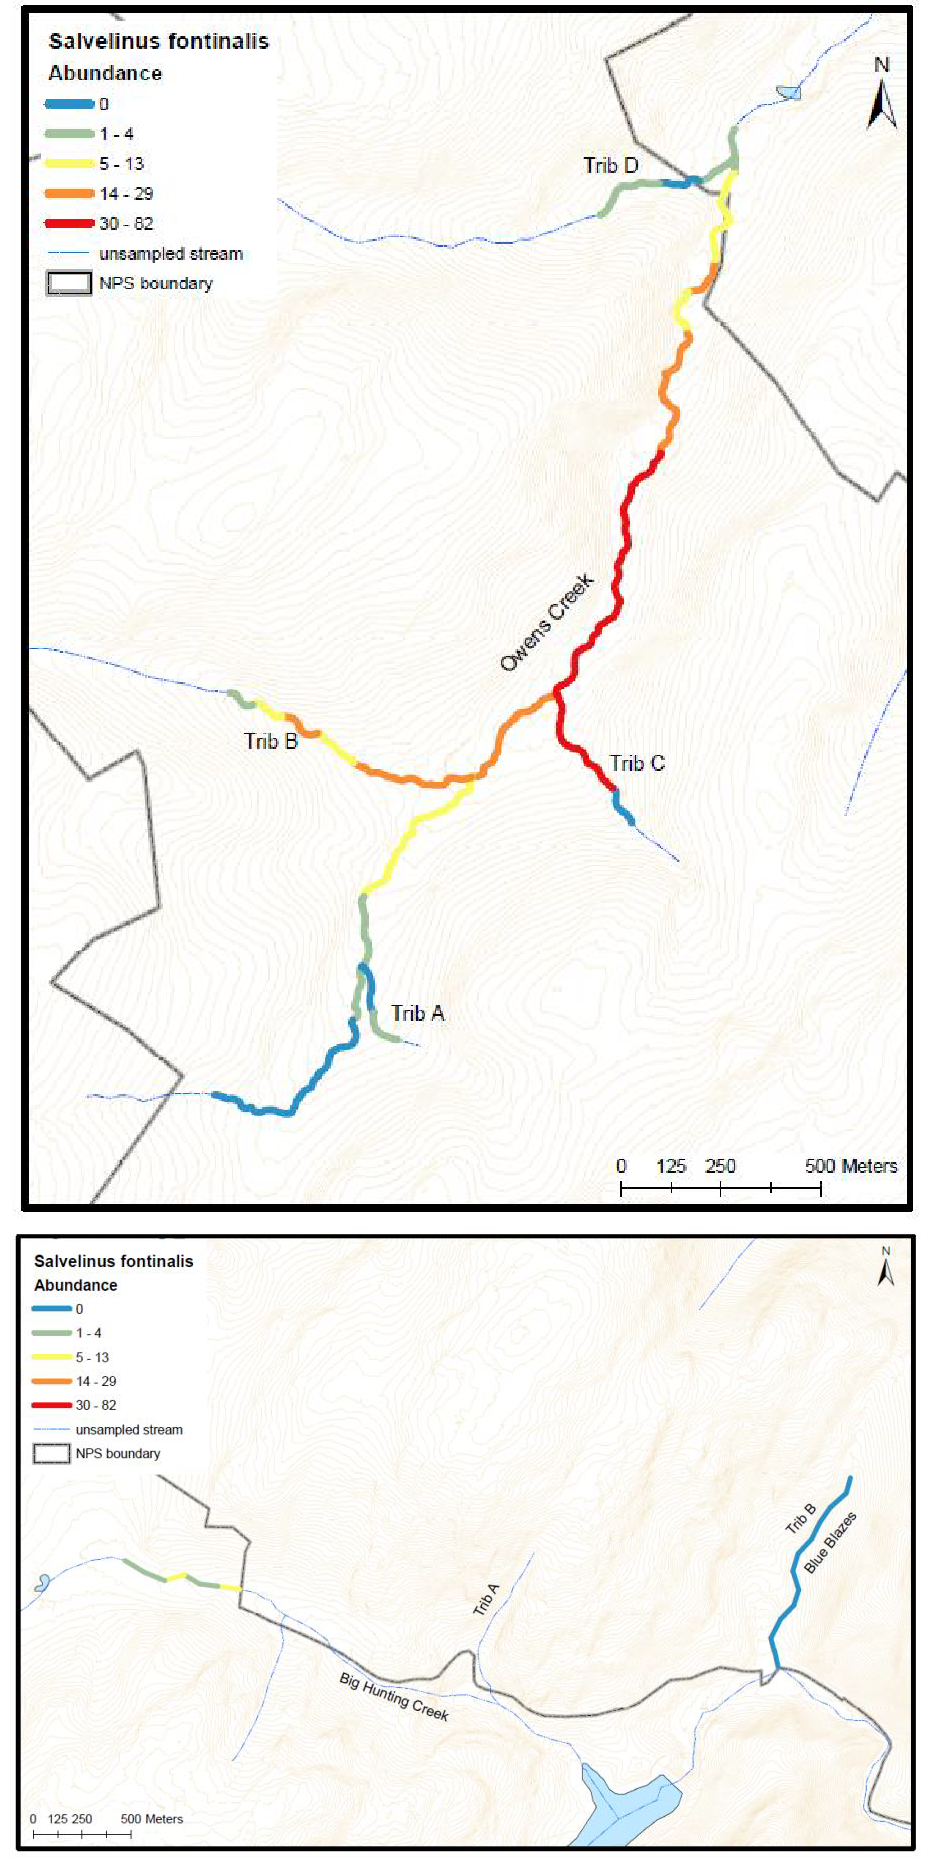 Salvelinus fontinalis
Abundance
0
1 - 4
5 - 13
14 - 29
30 - 82
unsampled stream
NPS boundary
N
Trib D
Owens Creek
Trib B
Trib C
Trib A
0 125 250 500 Meters
Salvelinus fontinalis
Abundance
0
1 - 4
5 - 13
14 - 29
30 - 82
unsampled stream
NPS boundary
N
Trib B
Blue Blazes
Trib A
Big Hunting Creek
0 125 250 500 Meters